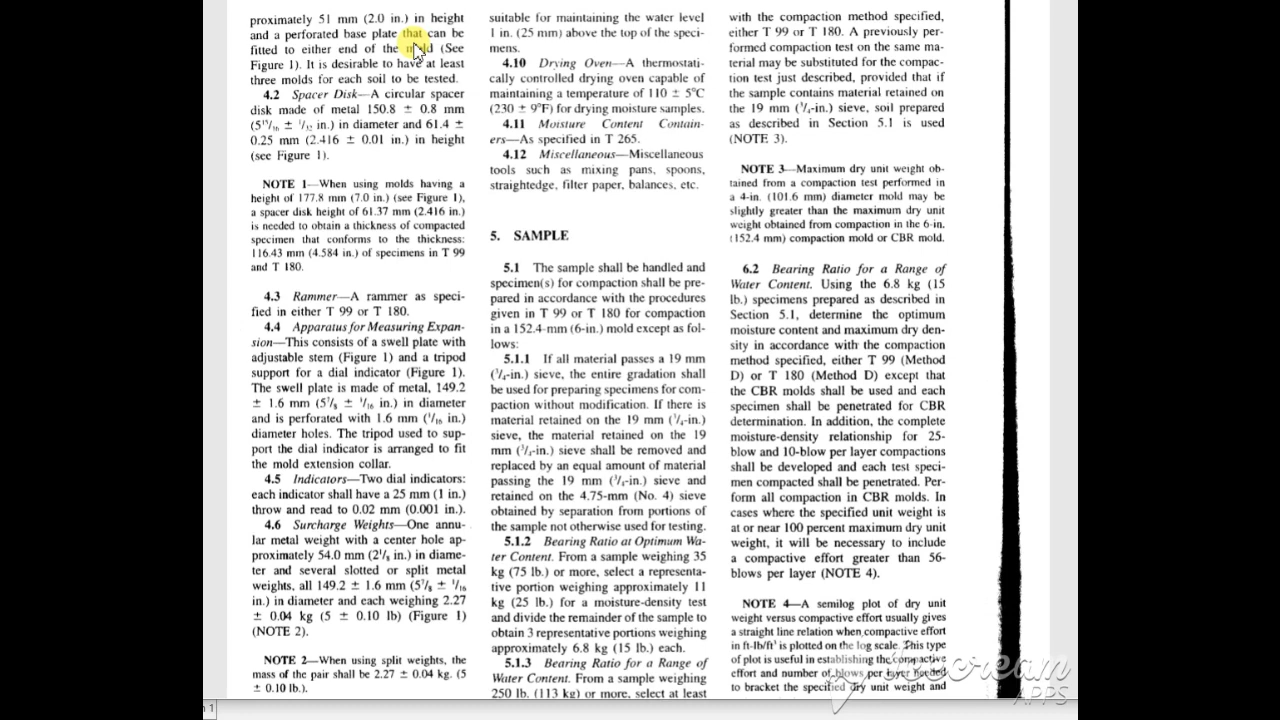 proximately 51 mm (2.0 in.) in height
and a perforated base plate that can be
fitted to either end of the mold (See
Figure 1). It is desirable to have at least
three molds for each soil to be tested.
4.2 Spacer Disk—A circular spacer
disk made of metal 150.8 ± 0.8 mm
(5 15/16 ± 1/32 in.) in diameter and 61.4 ±
0.25 mm (2.416 ± 0.01 in.) in height
(see Figure 1).
NOTE 1—When using molds having a
height of 177.8 mm (7.0 in.) (see Figure 1),
a spacer disk height of 61.37 mm (2.416 in.)
is needed to obtain a thickness of compacted
specimen that conforms to the thickness:
116.43 mm (4.584 in.) of specimens in T 99
and T 180.
4.3 Rammer—A rammer as speci-
fied in either T 99 or T 180.
4.4 Apparatus for Measuring Expan-
sion—This consists of a swell plate with
adjustable stem (Figure 1) and a tripod
support for a dial indicator (Figure 1).
The swell plate is made of metal, 149.2
± 1.6 mm (5 7/8 ± 1/16 in.) in diameter
and is perforated with 1.6 mm (1/16 in.)
diameter holes. The tripod used to sup-
port the dial indicator is arranged to fit
the mold extension collar.
4.5 Indicators—Two dial indicators:
each indicator shall have a 25 mm (1 in.)
throw and read to 0.02 mm (0.001 in.).
4.6 Surcharge Weights—One annu-
lar metal weight with a center hole ap-
proximately 54.0 mm (2 1/8 in.) in diame-
ter and several slotted or split metal
weights, all 149.2 ± 1.6 mm (5 7/8 ± 1/16
in.) in diameter and each weighing 2.27
± 0.04 kg (5 ± 0.10 lb) (Figure 1)
(NOTE 2).
NOTE 2—When using split weights, the
mass of the pair shall be 2.27 ± 0.04 kg. (5
± 0.10 lb.).
suitable for maintaining the water level
1 in. (25 mm) above the top of the speci-
mens.
4.10 Drying Oven—A thermostati-
cally controlled drying oven capable of
maintaining a temperature of 110 ± 5°C
(230 ± 9°F) for drying moisture samples.
4.11 Moisture Content Contain-
ers—As specified in T 265.
4.12 Miscellaneous—Miscellaneous
tools such as mixing pans, spoons,
straightedge, filter paper, balances, etc.
5. SAMPLE
5.1 The sample shall be handled and
specimen(s) for compaction shall be pre-
pared in accordance with the procedures
given in T 99 or T 180 for compaction
in a 152.4-mm (6-in.) mold except as fol-
lows:
5.1.1 If all material passes a 19 mm
(3/4-in.) sieve, the entire gradation shall
be used for preparing specimens for com-
paction without modification. If there is
material retained on the 19 mm (3/4-in.)
sieve, the material retained on the 19
mm (3/4-in.) sieve shall be removed and
replaced by an equal amount of material
passing the 19 mm (3/4-in.) sieve and
retained on the 4.75-mm (No. 4) sieve
obtained by separation from portions of
the sample not otherwise used for testing.
5.1.2 Bearing Ratio at Optimum Wa-
ter Content. From a sample weighing 35
kg (75 lb.) or more, select a representa-
tive portion weighing approximately 11
kg (25 lb.) for a moisture-density test
and divide the remainder of the sample to
obtain 3 representative portions weighing
approximately 6.8 kg (15 lb.) each.
5.1.3 Bearing Ratio for a Range of
Water Content. From a sample weighing
250 lb. (113 kg) or more, select at least
with the compaction method specified,
either T 99 or T 180. A previously per-
formed compaction test on the same ma-
terial may be substituted for the compac-
tion test just described, provided that if
the sample contains material retained on
the 19 mm (3/4-in.) sieve, soil prepared
as described in Section 5.1 is used
(NOTE 3).
NOTE 3—Maximum dry unit weight ob-
tained from a compaction test performed in
a 4-in. (101.6 mm) diameter mold may be
slightly greater than the maximum dry unit
weight obtained from compaction in the 6-in.
(152.4 mm) compaction mold or CBR mold.
6.2 Bearing Ratio for a Range of
Water Content. Using the 6.8 kg (15
lb.) specimens prepared as described in
Section 5.1, determine the optimum
moisture content and maximum dry den-
sity in accordance with the compaction
method specified, either T 99 (Method
D) or T 180 (Method D) except that
the CBR molds shall be used and each
specimen shall be penetrated for CBR
determination. In addition, the complete
moisture-density relationship for 25-
blow and 10-blow per layer compactions
shall be developed and each test speci-
men compacted shall be penetrated. Per-
form all compaction in CBR molds. In
cases where the specified unit weight is
at or near 100 percent maximum dry unit
weight, it will be necessary to include
a compactive effort greater than 56-
blows per layer (NOTE 4).
NOTE 4—A semilog plot of dry unit
weight versus compactive effort usually gives
a straight line relation when compactive effort
in ft-lb/ft³ is plotted on the log scale. This type
of plot is useful in establishing the compactive
effort and number of blows per layer needed
to bracket the specified dry unit weight and
icecream
APPS
1